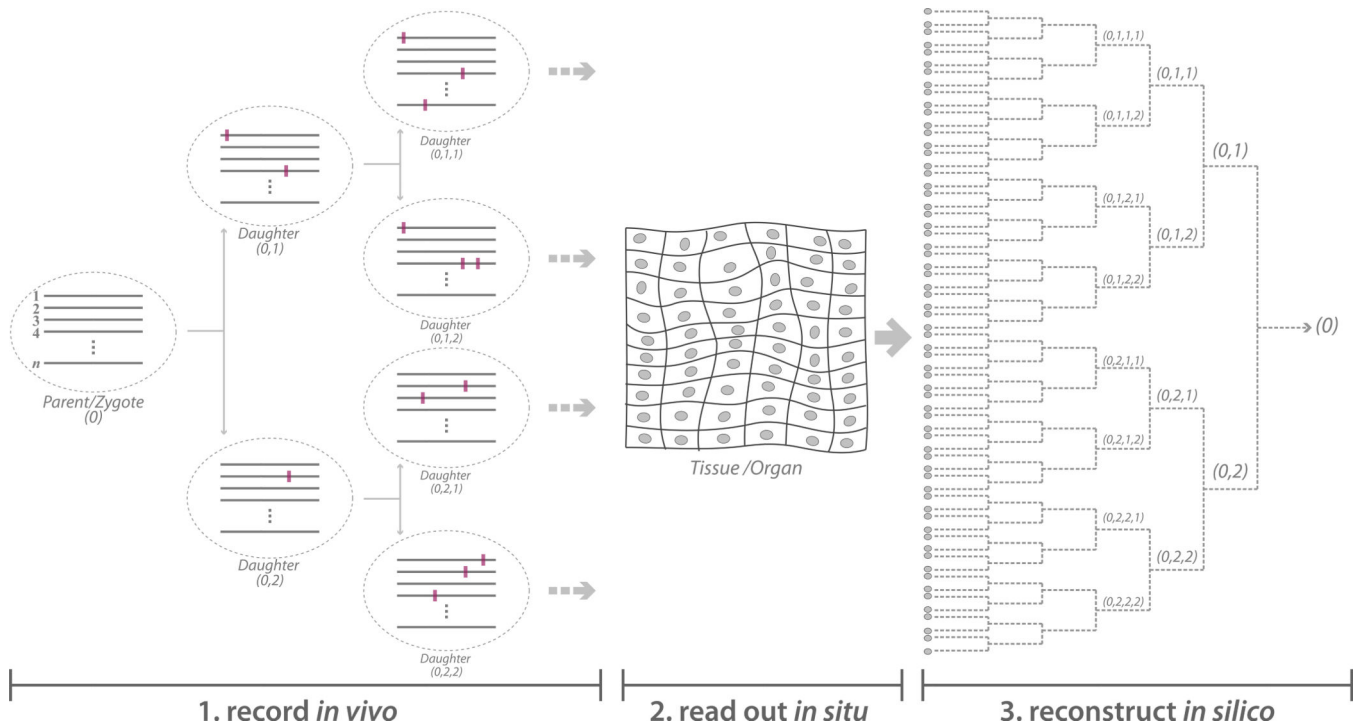 1
2
3
4
n
Parent/Zygote
(0)
Daughter
(0,1)
Daughter
(0,2)
Daughter
(0,1,1)
Daughter
(0,1,2)
Daughter
(0,2,1)
Daughter
(0,2,2)
Tissue/Organ
(0,1,1,1)
(0,1,1)
(0,1,1,2)
(0,1)
(0,1,2,1)
(0,1,2)
(0,1,2,2)
(0)
(0,2,1,1)
(0,2,1)
(0,2,1,2)
(0,2)
(0,2,2,1)
(0,2,2)
(0,2,2,2)
1. record in vivo
2. read out in situ
3. reconstruct in silico